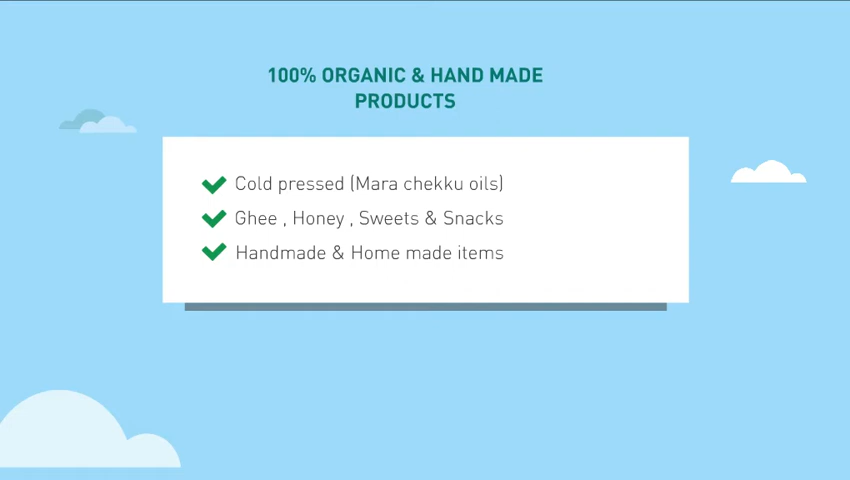 100% ORGANIC & HAND MADE
PRODUCTS
Cold pressed (Mara chekku oils)
Ghee , Honey , Sweets & Snacks
Handmade & Home made items